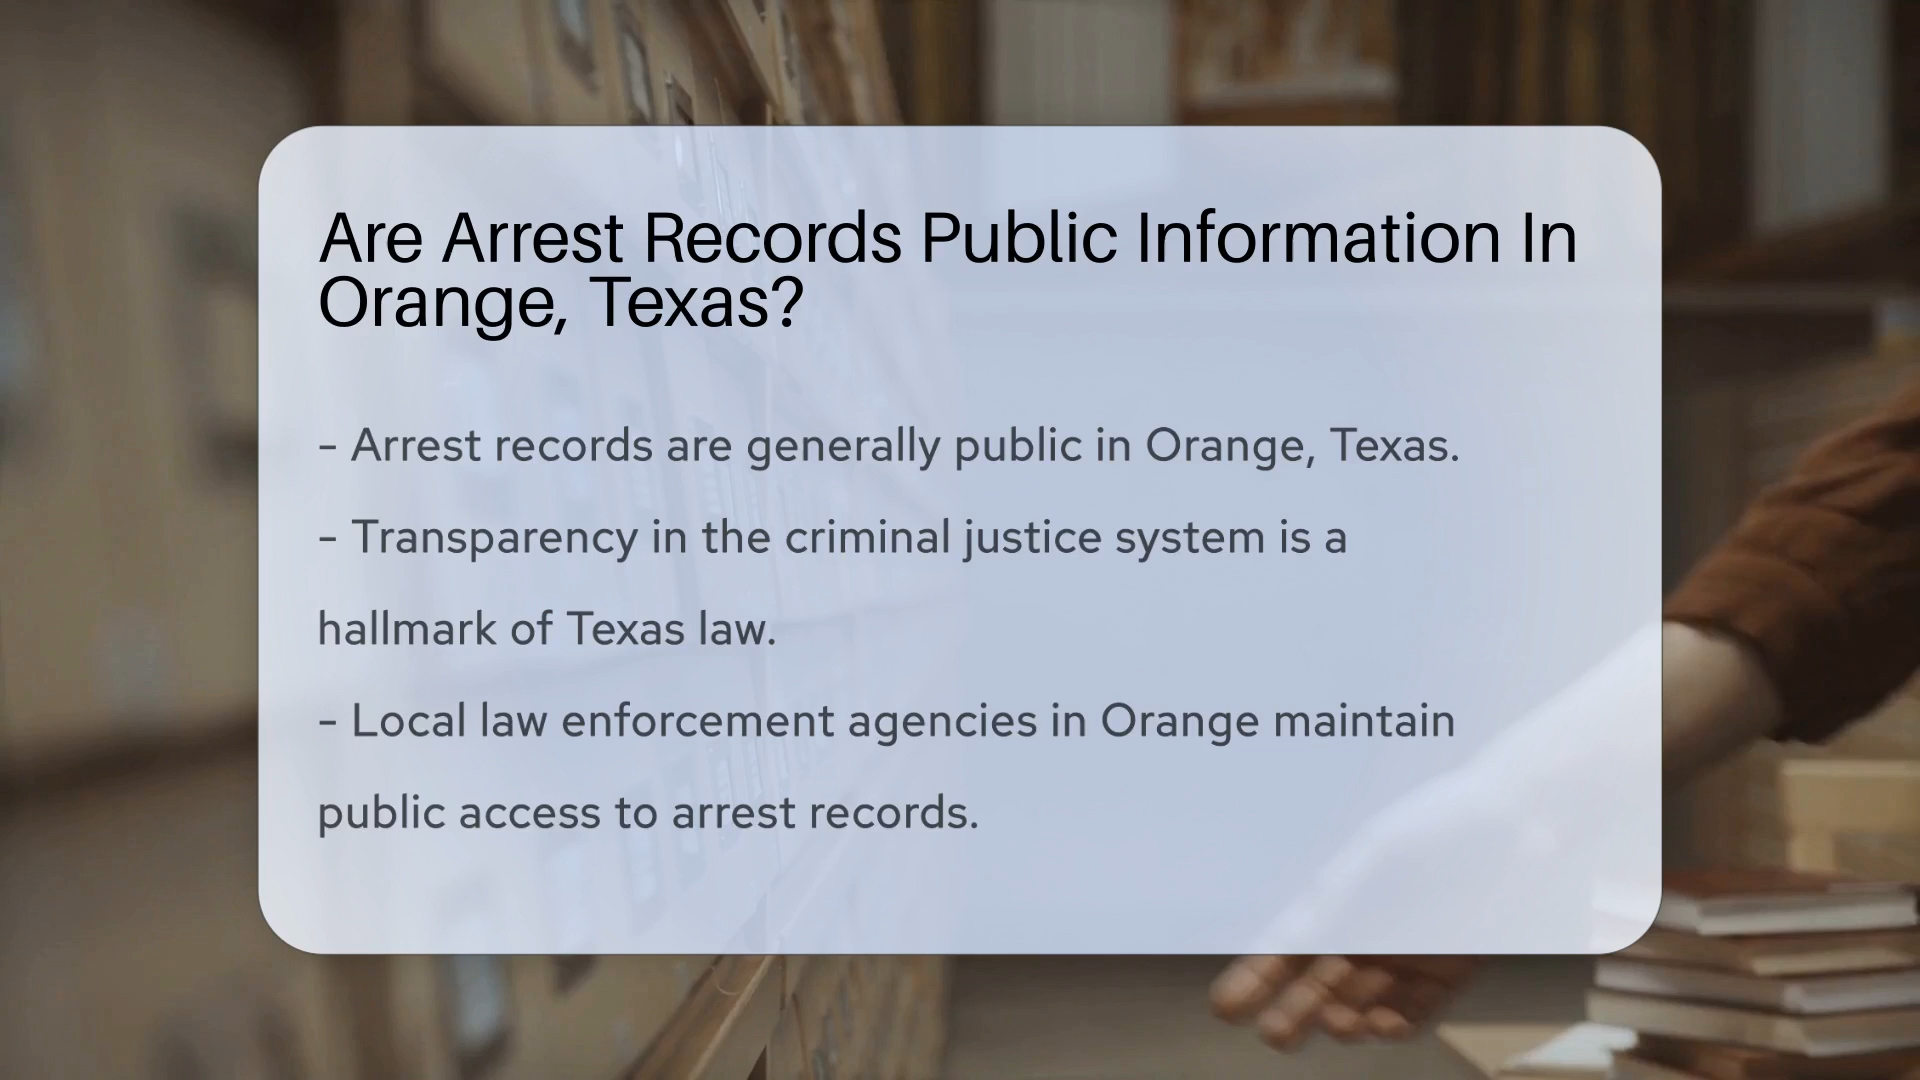 Are Arrest Records Public Information In
Orange, Texas?
- Arrest records are generally public in Orange, Texas.
- Transparency in the criminal justice system is a
hallmark of Texas law.
- Local law enforcement agencies in Orange maintain
public access to arrest records.